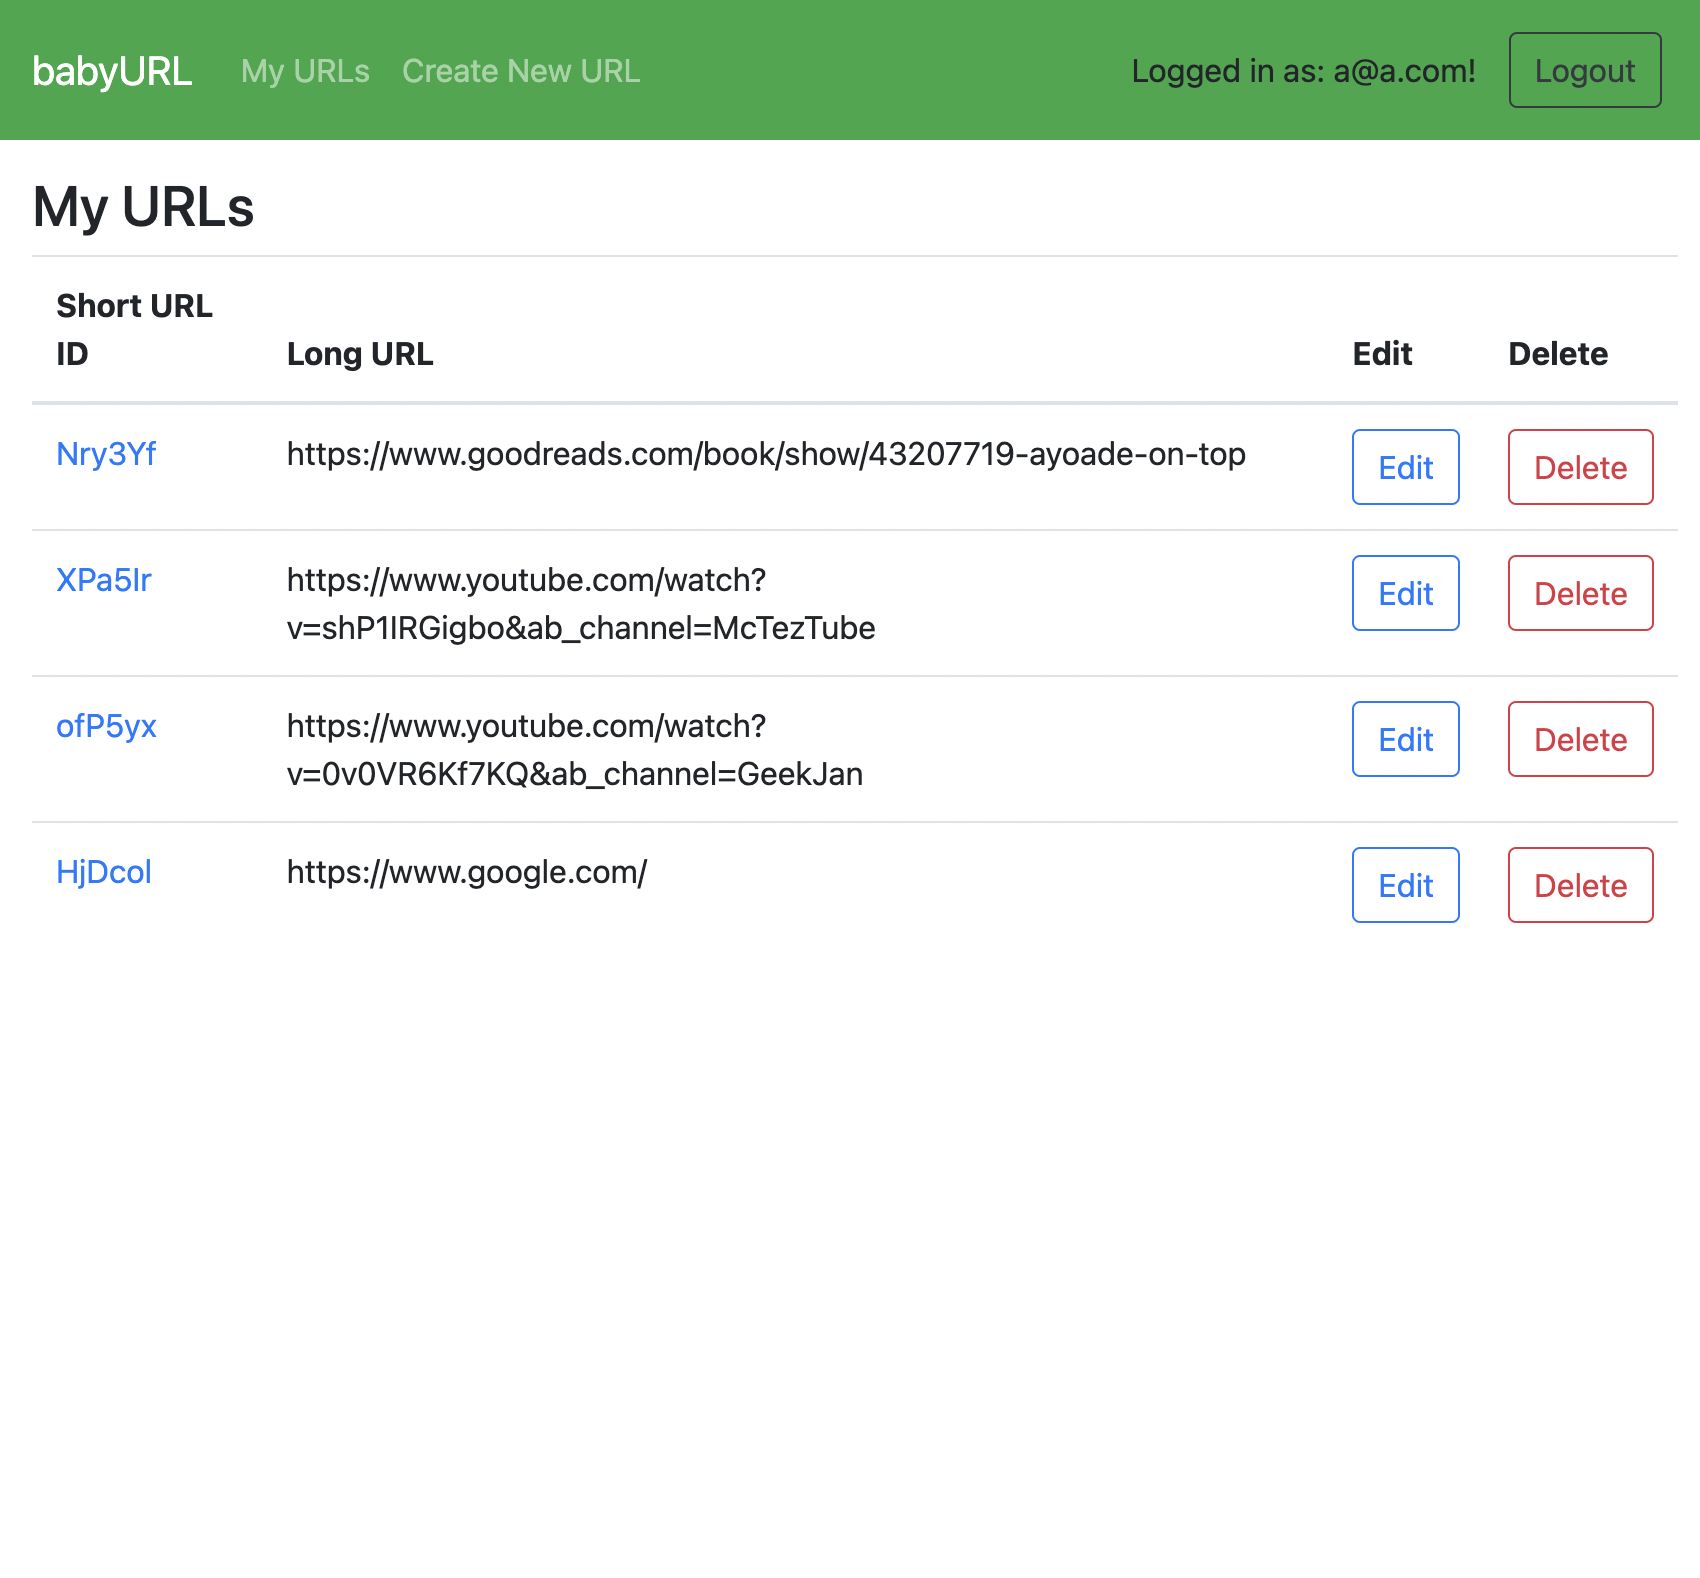 babyURL My URLs Create New URL Logged in as: a@a.com! Logout
My URLs
Short URL
ID Long URL Edit Delete
Nry3Yf https://www.goodreads.com/book/show/43207719-ayoade-on-top Edit Delete
XPa5Ir https://www.youtube.com/watch? Edit Delete
v=shP1IRGigbo&ab_channel=McTezTube
ofP5yx https://www.youtube.com/watch? Edit Delete
v=0v0VR6Kf7KQ&ab_channel=GeekJan
HjDcol https://www.google.com/ Edit Delete